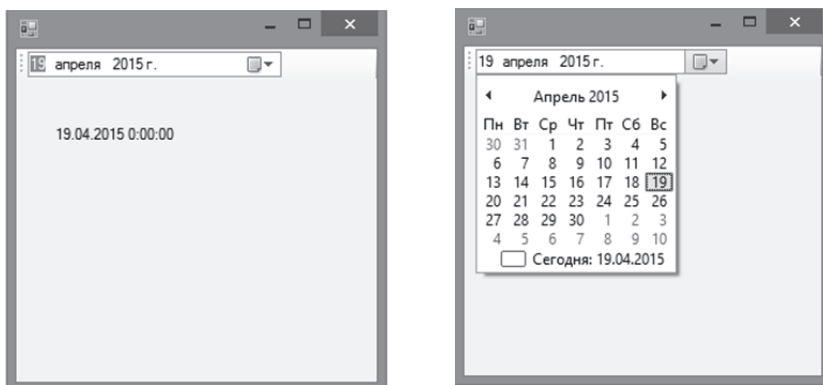 19 апреля 2015 г.
19.04.2015 0:00:00
19 апреля 2015 г.
Апрель 2015
Пн Вт Ср Чт Пт Сб Вс
30 31 1 2 3 4 5
6 7 8 9 10 11 12
13 14 15 16 17 18 19
20 21 22 23 24 25 26
27 28 29 30 1 2 3
4 5 6 7 8 9 10
Сегодня: 19.04.2015